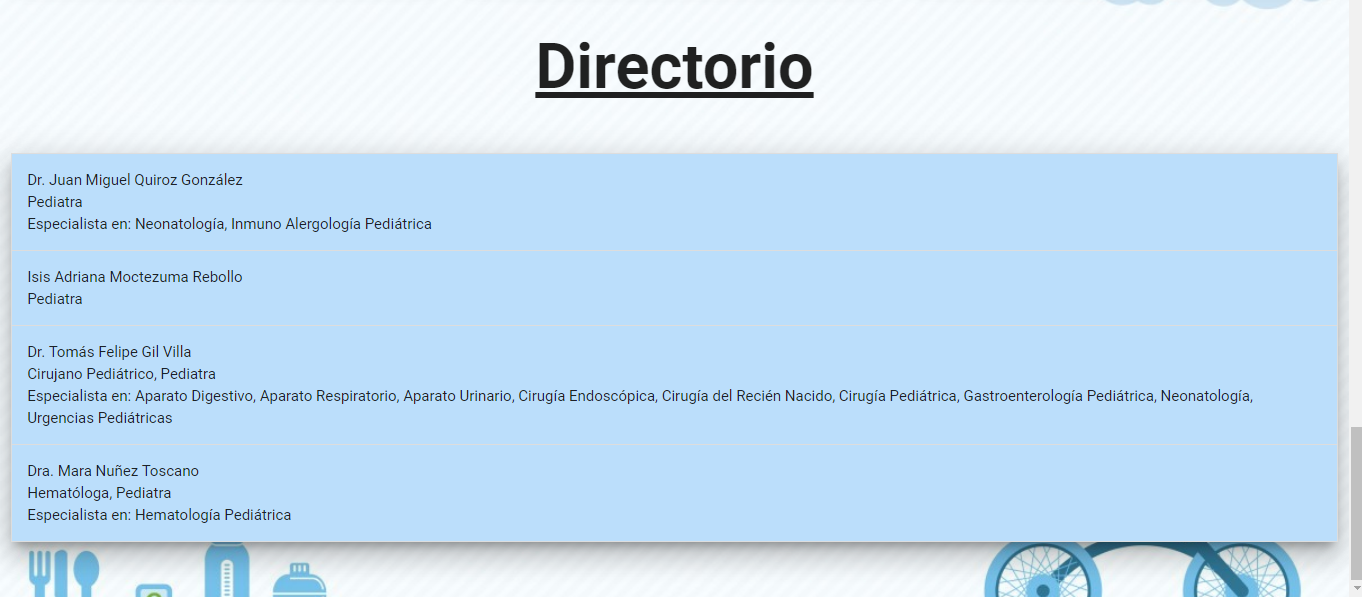 Directorio
Dr. Juan Miguel Quiroz González
Pediatra
Especialista en: Neonatología, Inmuno Alergología Pediátrica
Isis Adriana Moctezuma Rebollo
Pediatra
Dr. Tomás Felipe Gil Villa
Cirujano Pediátrico, Pediatra
Especialista en: Aparato Digestivo, Aparato Respiratorio, Aparato Urinario, Cirugía Endoscópica, Cirugía del Recién Nacido, Cirugía Pediátrica, Gastroenterología Pediátrica, Neonatología,
Urgencias Pediátricas
Dra. Mara Nuñez Toscano
Hematóloga, Pediatra
Especialista en: Hematología Pediátrica